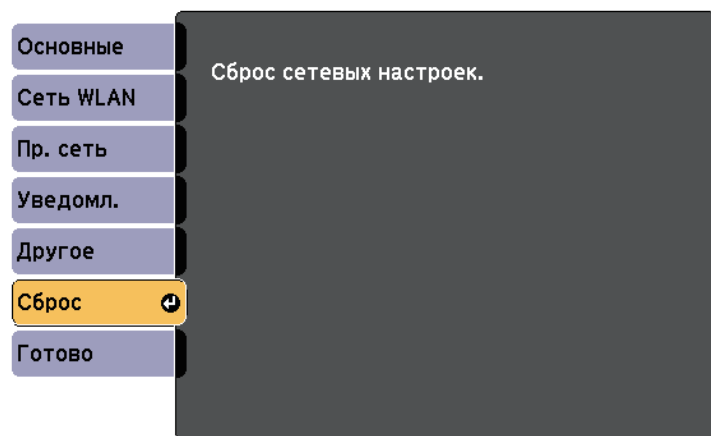 Основные
Сеть WLAN
Пр. сеть
Уведомл.
Другое
Сброс
Готово
Сброс сетевых настроек.